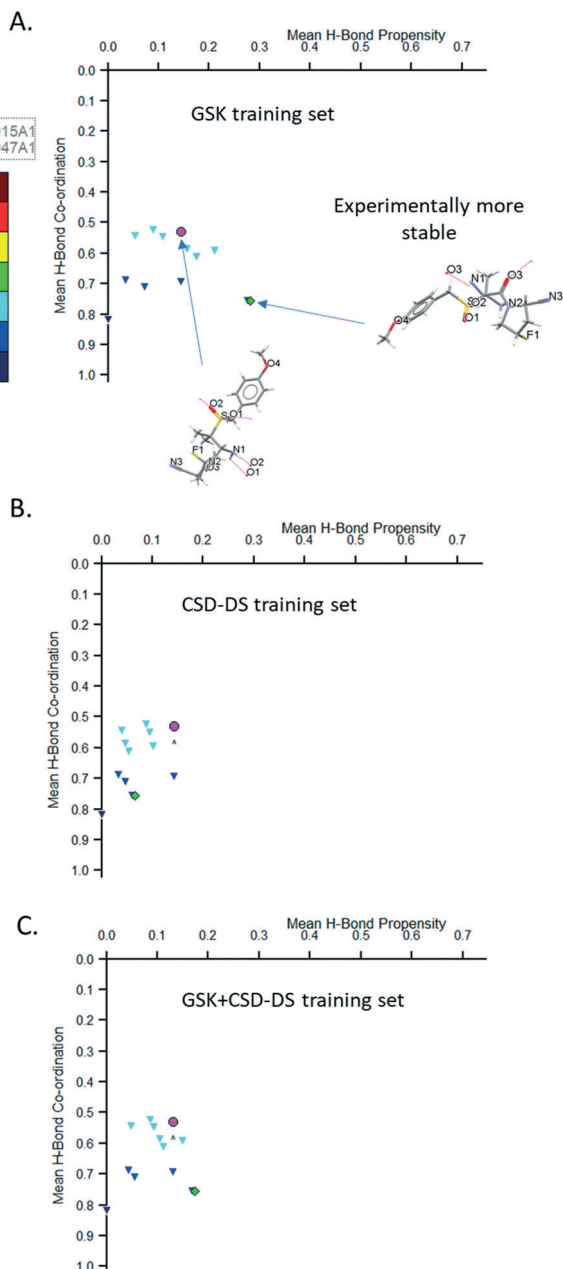 A.
Mean H-Bond Propensity
0.0 0.1 0.2 0.3 0.4 0.5 0.6 0.7
0.0
0.1
0.2
0.3
0.4
0.5
0.6
0.7
0.8
0.9
1.0
Mean H-Bond Co-ordination
GSK training set
015A1
047A1
Experimentally more
stable
O3 N1 O3 N3
S O2 N2
O1
O4 F1
O4
O2
S O1
N1
F1 N2 O2
N3 O3 O1
B.
Mean H-Bond Propensity
0.0 0.1 0.2 0.3 0.4 0.5 0.6 0.7
0.0
0.1
0.2
0.3
0.4
0.5
0.6
0.7
0.8
0.9
1.0
Mean H-Bond Co-ordination
CSD-DS training set
C.
Mean H-Bond Propensity
0.0 0.1 0.2 0.3 0.4 0.5 0.6 0.7
0.0
0.1
0.2
0.3
0.4
0.5
0.6
0.7
0.8
0.9
1.0
Mean H-Bond Co-ordination
GSK+CSD-DS training set